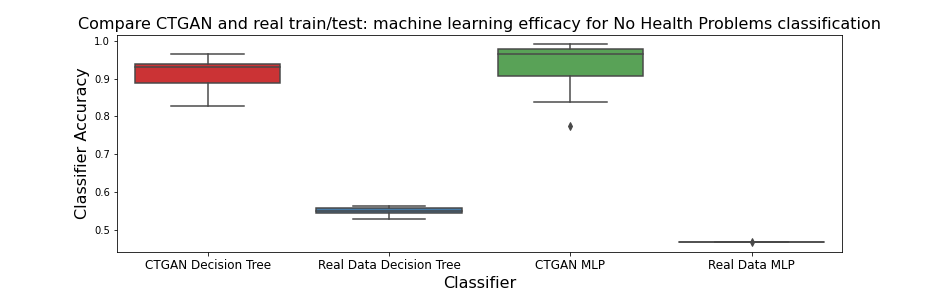 Compare CTGAN and real train/test: machine learning efficacy for No Health Problems classification
1.0
0.9
0.8
0.7
0.6
0.5
Classifier Accuracy
CTGAN Decision Tree
Real Data Decision Tree
CTGAN MLP
Real Data MLP
Classifier